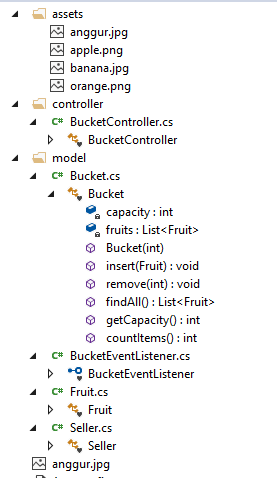 assets
anggur.jpg
apple.png
banana.jpg
orange.png
controller
C# BucketController.cs
BucketController
model
C# Bucket.cs
Bucket
capacity : int
fruits : List<Fruit>
Bucket(int)
insert(Fruit) : void
remove(int) : void
findAll() : List<Fruit>
getCapacity() : int
countItems() : int
C# BucketEventListener.cs
BucketEventListener
C# Fruit.cs
Fruit
C# Seller.cs
Seller
anggur.jpg